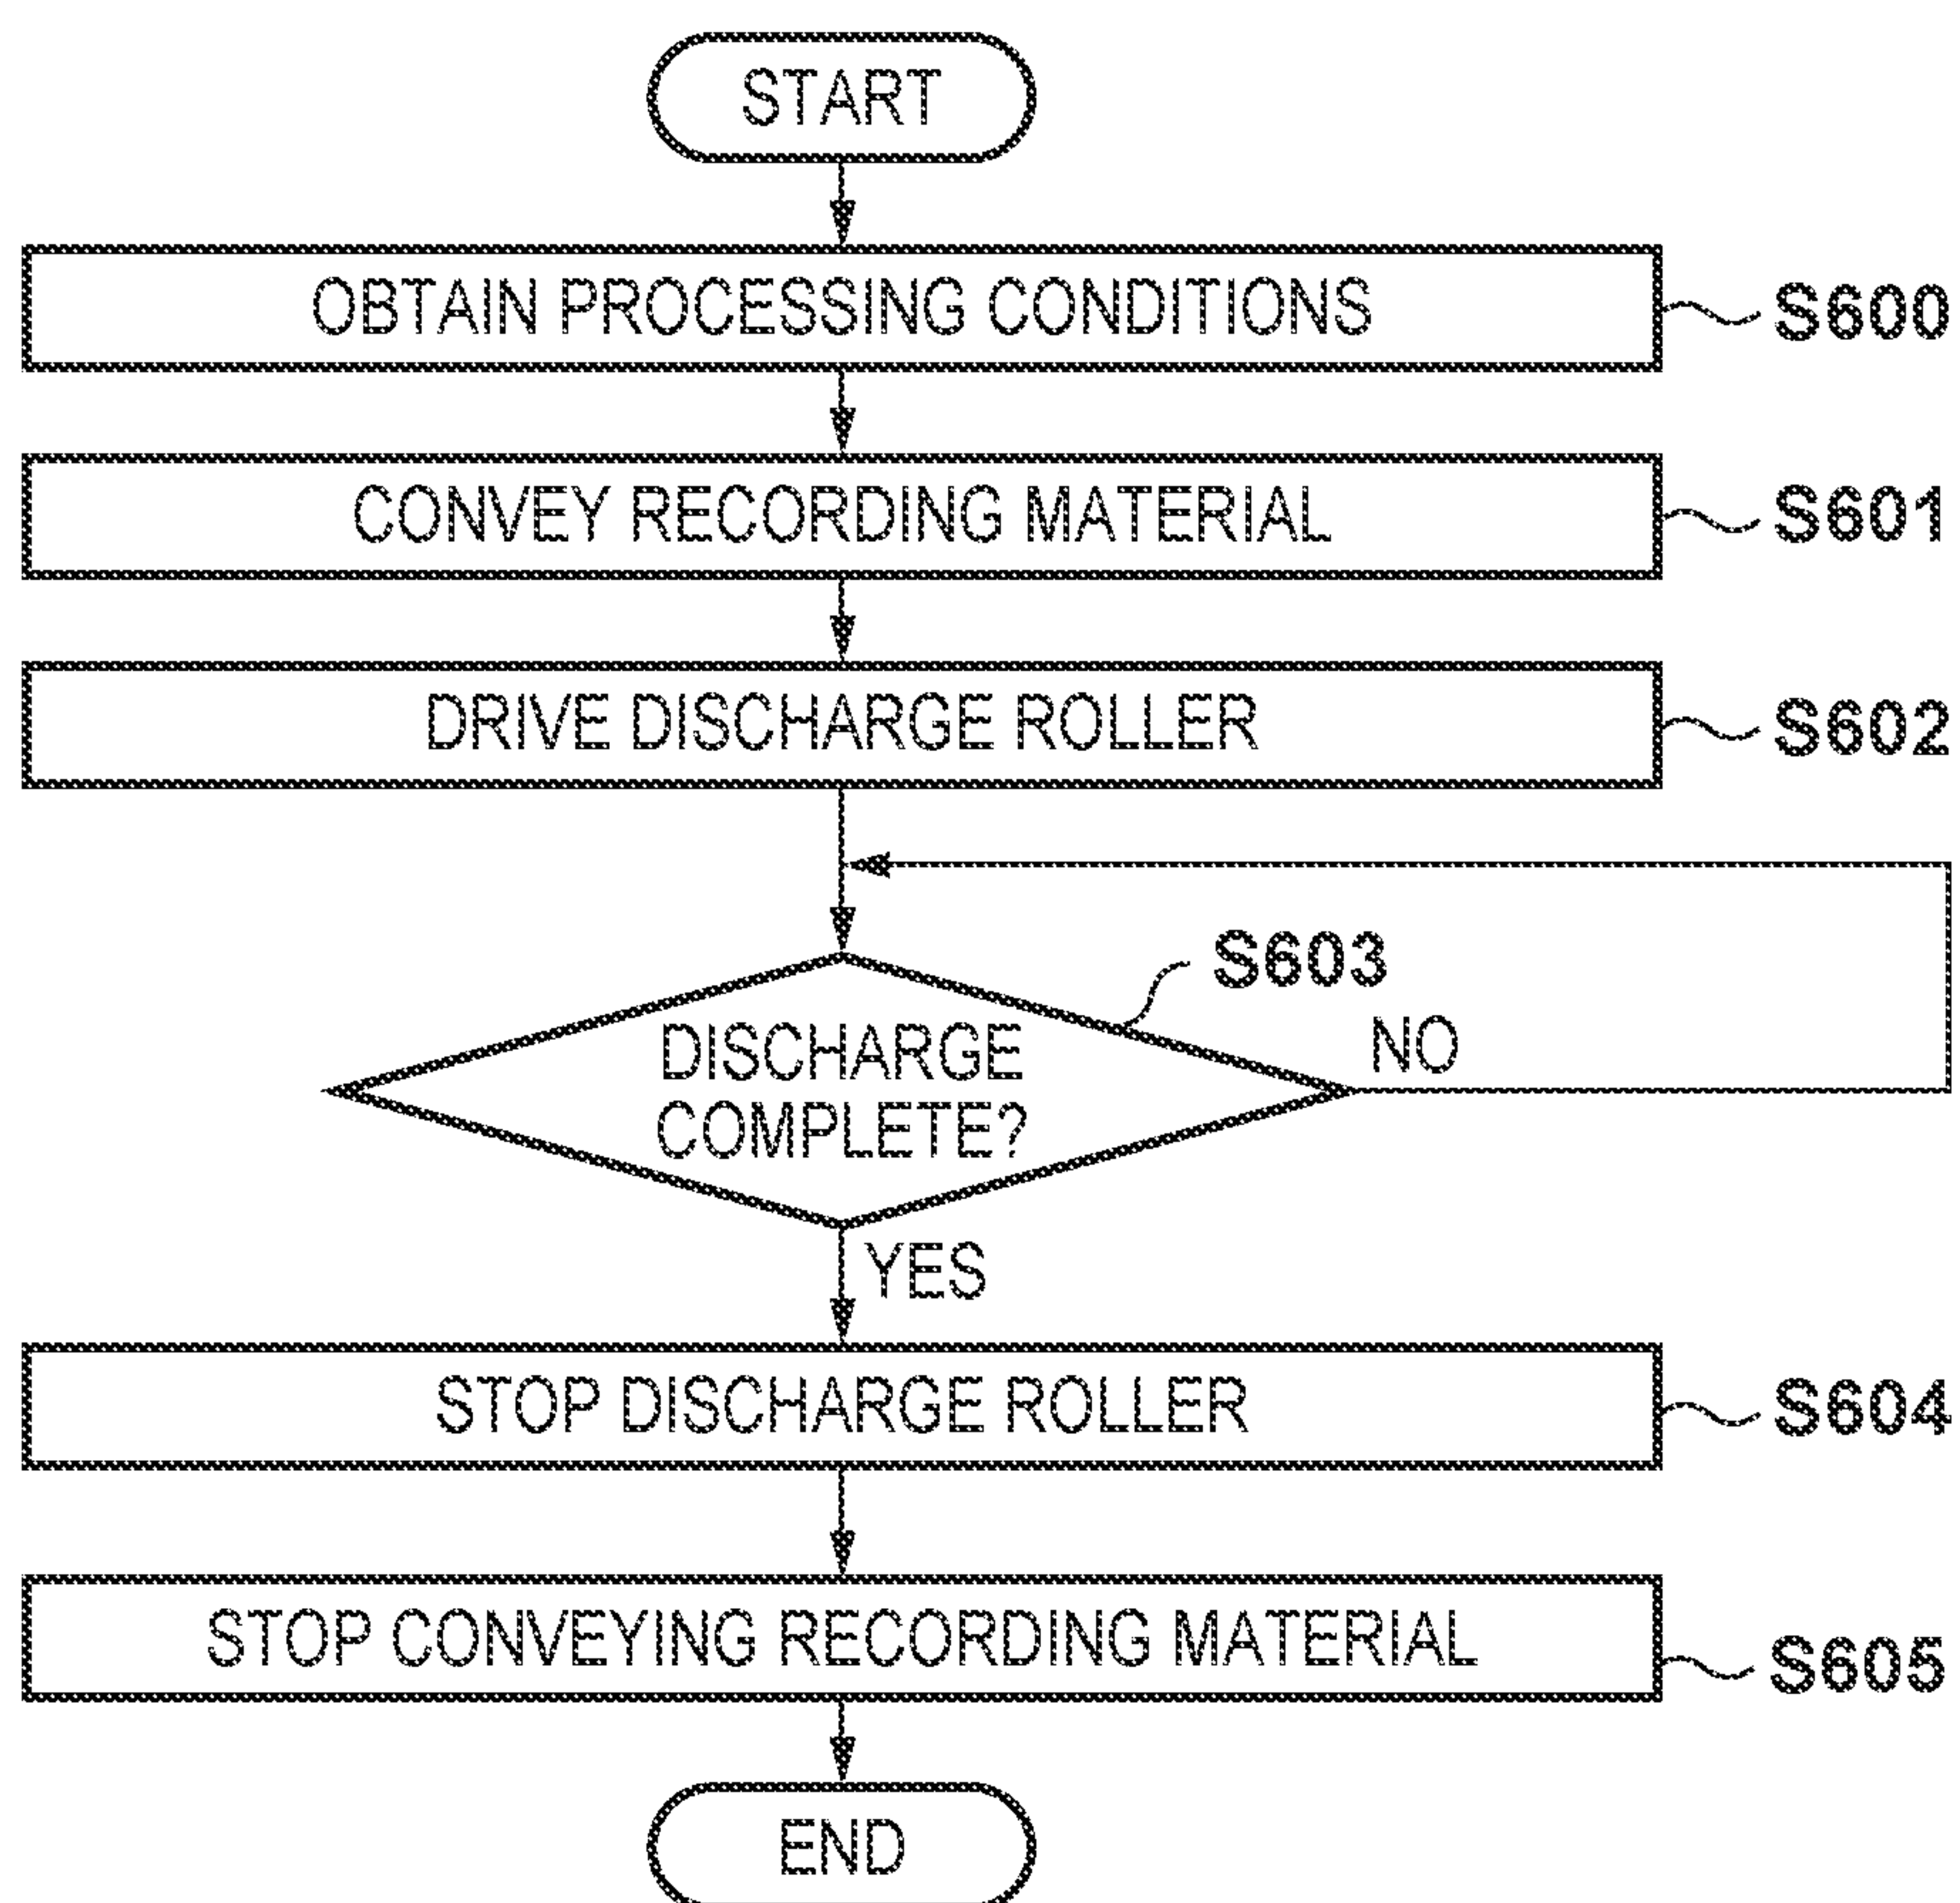 START
OBTAIN PROCESSING CONDITIONS
S600
CONVEY RECORDING MATERIAL
S601
DRIVE DISCHARGE ROLLER
S602
S603
DISCHARGE
COMPLETE?
NO
YES
STOP DISCHARGE ROLLER
S604
STOP CONVEYING RECORDING MATERIAL
S605
END